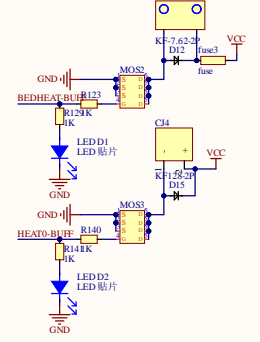 KF-7.62-2P
VCC
D12
fuse3
fuse
MOS2
GND
S D
S D
S D
G D
BEDHEAT-BUFF
R123
1K
R129
1K
LED D1
LED 贴片
GND
CJ4
- +
VCC
KF128-2P
D15
MOS3
GND
S D
S D
S D
G D
HEAT0-BUFF
R140
1K
R141
1K
LED D2
LED 贴片
GND